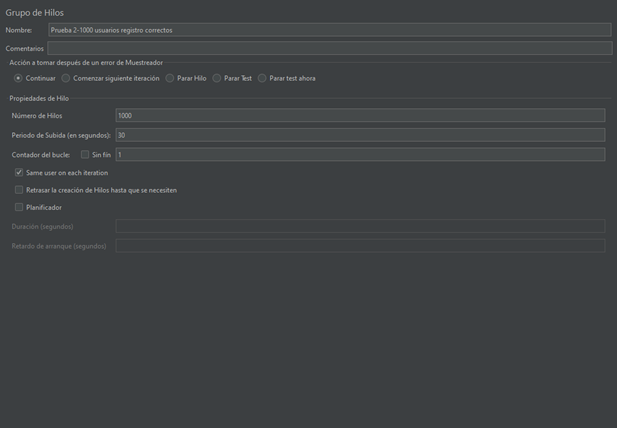 Grupo de Hilos
Nombre: Prueba 2-1000 usuarios registro correctos
Comentarios
Acción a tomar después de un error de Muestreador
Continuar Comenzar siguiente iteración Parar Hilo Parar Test Parar test ahora
Propiedades de Hilo
Número de Hilos 1000
Periodo de Subida (en segundos): 30
Contador del bucle: Sin fín 1
Same user on each iteration
Retrasar la creación de Hilos hasta que se necesiten
Planificador
Duración (segundos)
Retardo de arranque (segundos)